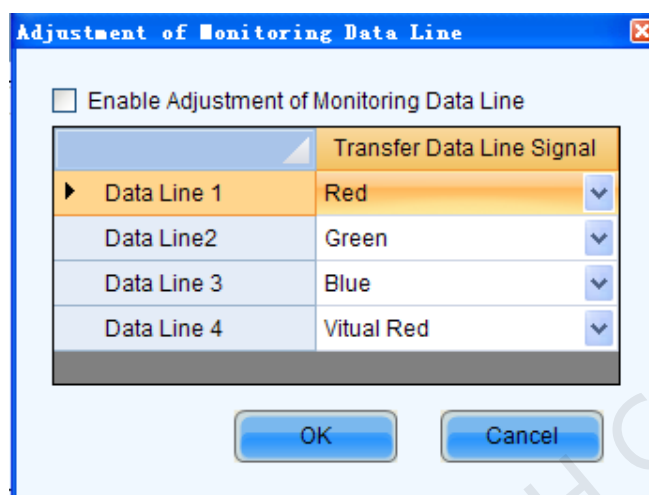 Adjustment of Monitoring Data Line
Enable Adjustment of Monitoring Data Line
Transfer Data Line Signal
Data Line 1 Red
Data Line2 Green
Data Line 3 Blue
Data Line 4 Vitual Red
OK Cancel